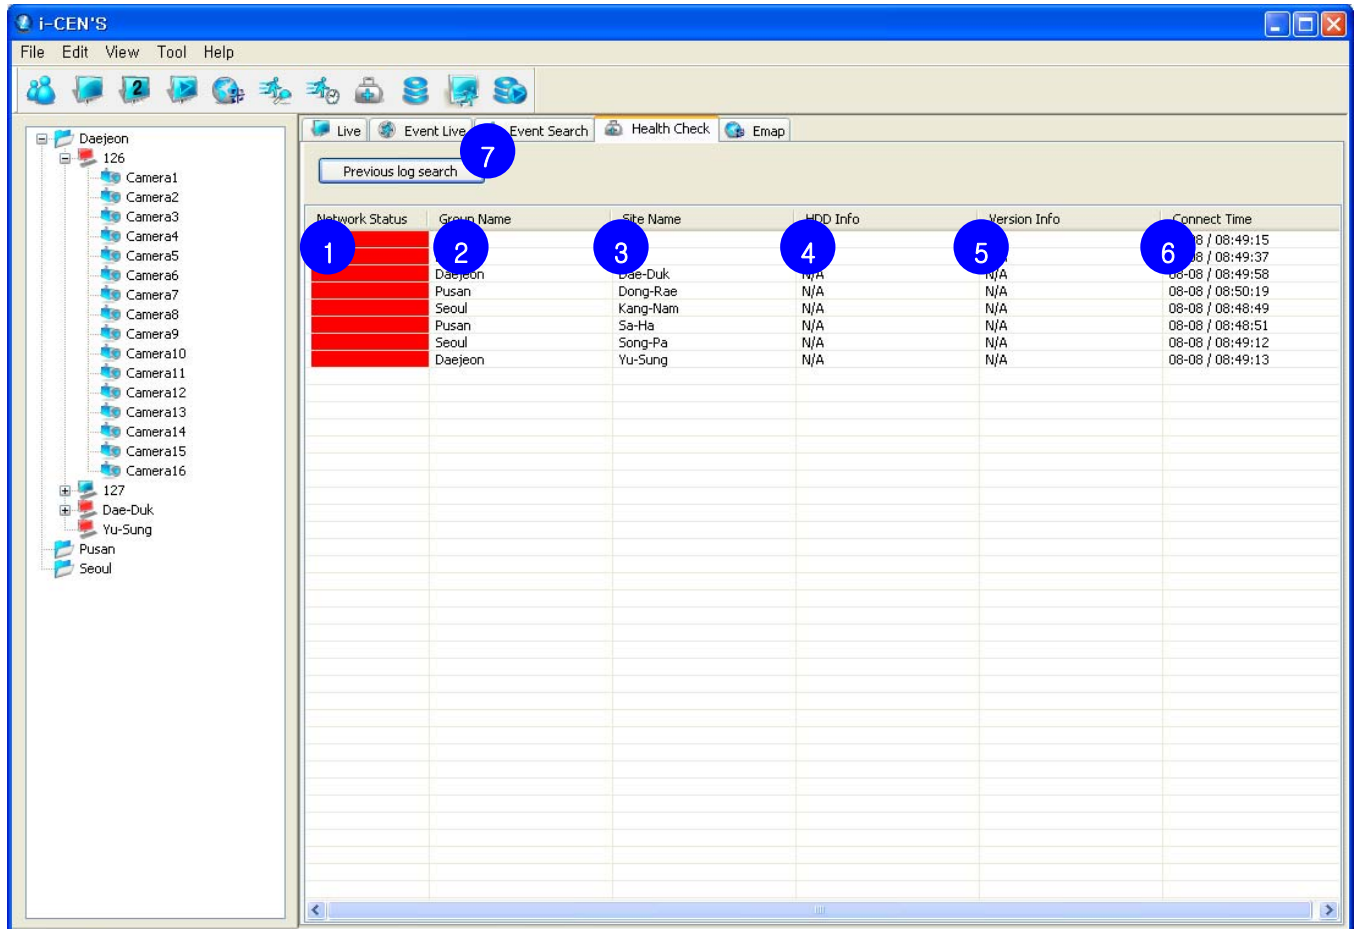 i-CEN'S
File Edit View Tool Help
2
Live Event Live Event Search Health Check Emap
7
Previous log search
Daejeon
126
Camera1
Camera2
Camera3
Camera4
Camera5
Camera6
Camera7
Camera8
Camera9
Camera10
Camera11
Camera12
Camera13
Camera14
Camera15
Camera16
127
Dae-Duk
Yu-Sung
Pusan
Seoul
Network Status Group Name Site Name HDD Info Version Info Connect Time
1 2 3 4 5 6
8 / 08:49:15
8 / 08:49:37
Daejeon Dae-Duk N/A N/A 08-08 / 08:49:58
Pusan Dong-Rae N/A N/A 08-08 / 08:50:19
Seoul Kang-Nam N/A N/A 08-08 / 08:48:49
Pusan Sa-Ha N/A N/A 08-08 / 08:48:51
Seoul Song-Pa N/A N/A 08-08 / 08:49:12
Daejeon Yu-Sung N/A N/A 08-08 / 08:49:13